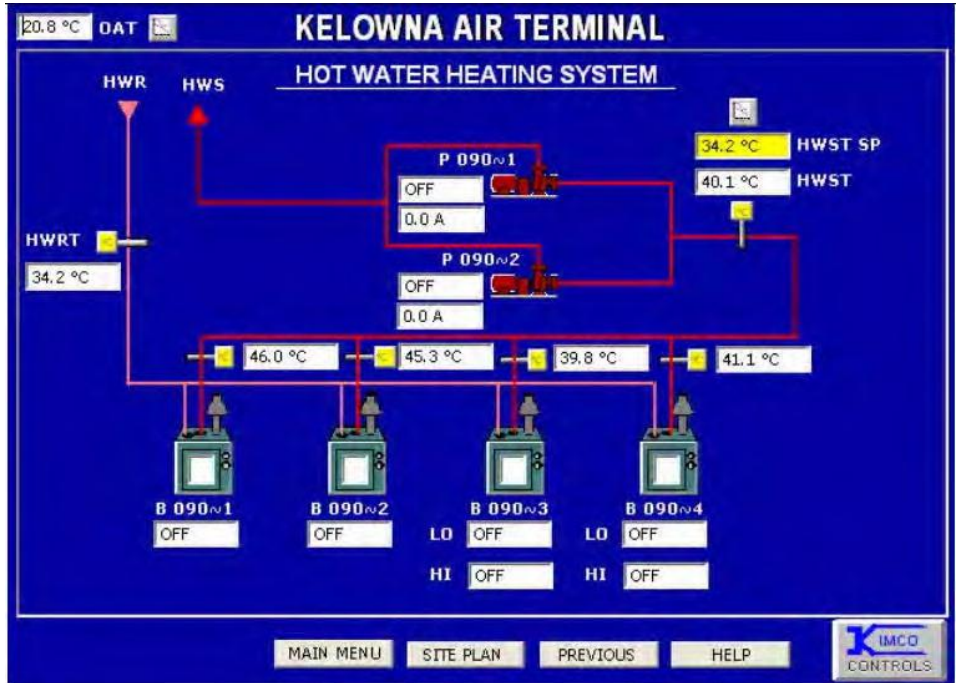 20.8 °C OAT
KELOWNA AIR TERMINAL
HOT WATER HEATING SYSTEM
HWR
HWS
34.2 °C HWST SP
40.1 °C HWST
P 090~1
OFF
0.0 A
HWRT
34.2 °C
P 090~2
OFF
0.0 A
°C
46.0 °C
45.3 °C
39.8 °C
41.1 °C
B 090~1
B 090~2
B 090~3
B 090~4
OFF
OFF
LO OFF
LO OFF
HI OFF
HI OFF
MAIN MENU
SITE PLAN
PREVIOUS
HELP
KIMCO
CONTROLS